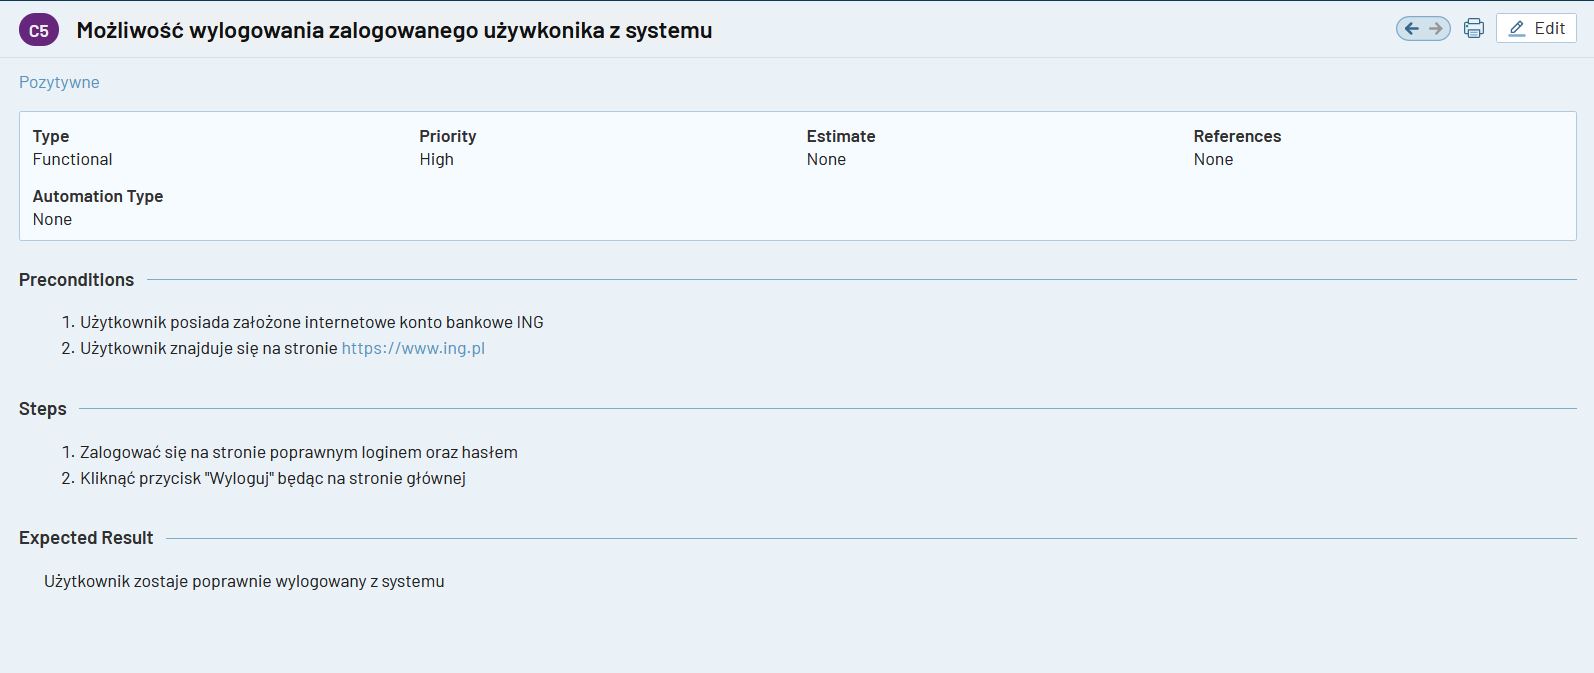 C5 Możliwość wylogowania zalogowanego używkonika z systemu Edit
Pozytywne
Type Priority Estimate References
Functional High None None
Automation Type
None
Preconditions
1. Użytkownik posiada założone internetowe konto bankowe ING
2. Użytkownik znajduje się na stronie https://www.ing.pl
Steps
1. Zalogować się na stronie poprawnym loginem oraz hasłem
2. Kliknąć przycisk "Wyloguj" będąc na stronie głównej
Expected Result
Użytkownik zostaje poprawnie wylogowany z systemu